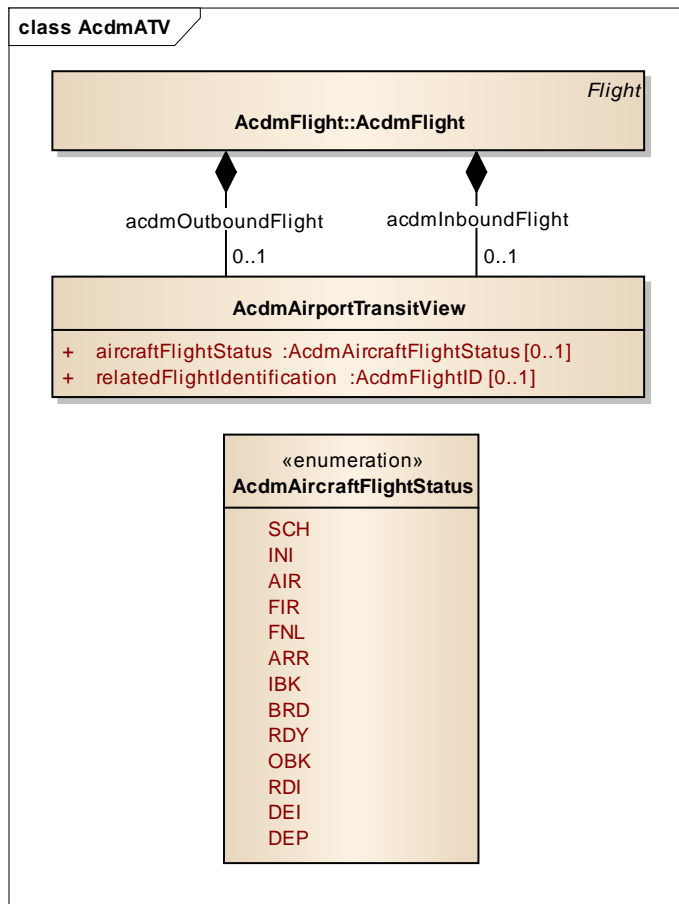 class AcdmATV
Flight
AcdmFlight::AcdmFlight
acdmOutboundFlight
acdmInboundFlight
0..1
0..1
AcdmAirportTransitView
+ aircraftFlightStatus :AcdmAircraftFlightStatus [0..1]
+ relatedFlightIdentification :AcdmFlightID [0..1]
«enumeration»
AcdmAircraftFlightStatus
SCH
INI
AIR
FIR
FNL
ARR
IBK
BRD
RDY
OBK
RDI
DEI
DEP